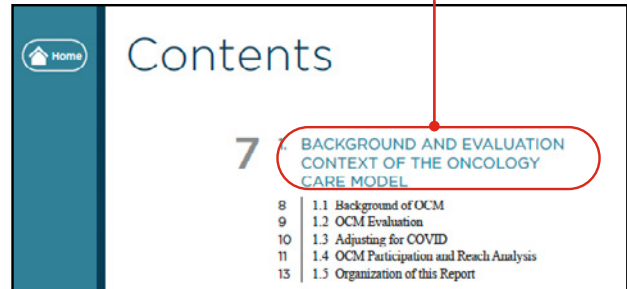 Home
Contents
7 1. BACKGROUND AND EVALUATION
CONTEXT OF THE ONCOLOGY
CARE MODEL
8 1.1 Background of OCM
9 1.2 OCM Evaluation
10 1.3 Adjusting for COVID
11 1.4 OCM Participation and Reach Analysis
13 1.5 Organization of this Report